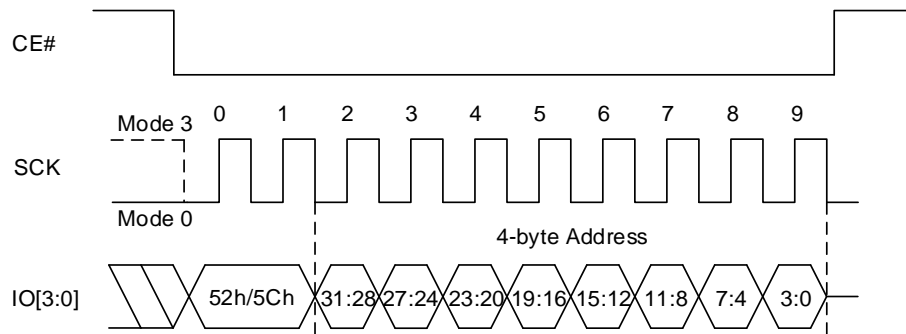 CE#
0 1 2 3 4 5 6 7 8 9
Mode 3
SCK
Mode 0
4-byte Address
IO[3:0] 52h/5Ch 31:28 27:24 23:20 19:16 15:12 11:8 7:4 3:0